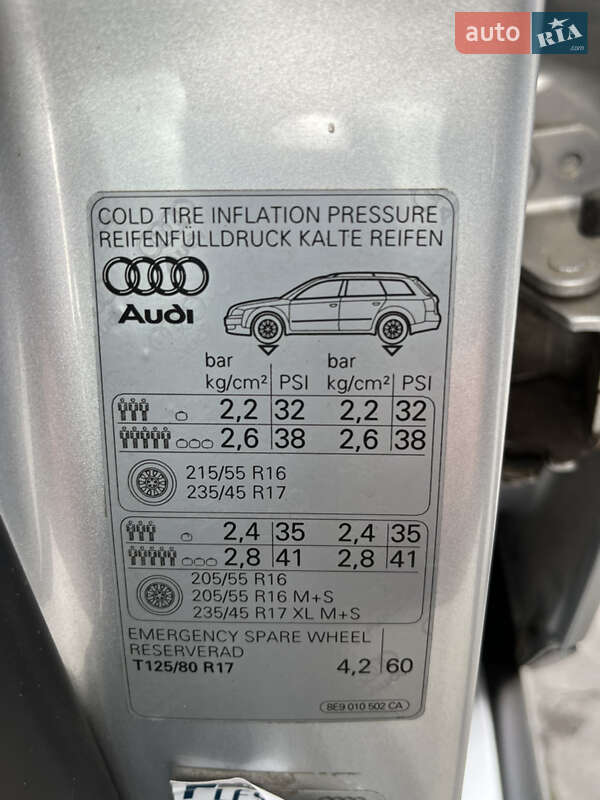 auto RIA.com
COLD TIRE INFLATION PRESSURE
REIFENFÜLLDRUCK KALTE REIFEN
Audi
bar bar
kg/cm² PSI kg/cm² PSI
2,2 32 2,2 32
2,6 38 2,6 38
215/55 R16
235/45 R17
2,4 35 2,4 35
2,8 41 2,8 41
205/55 R16
205/55 R16 M+S
235/45 R17 XL M+S
EMERGENCY SPARE WHEEL
RESERVERAD
T125/80 R17 4,2 60
8E9 010 502 CA